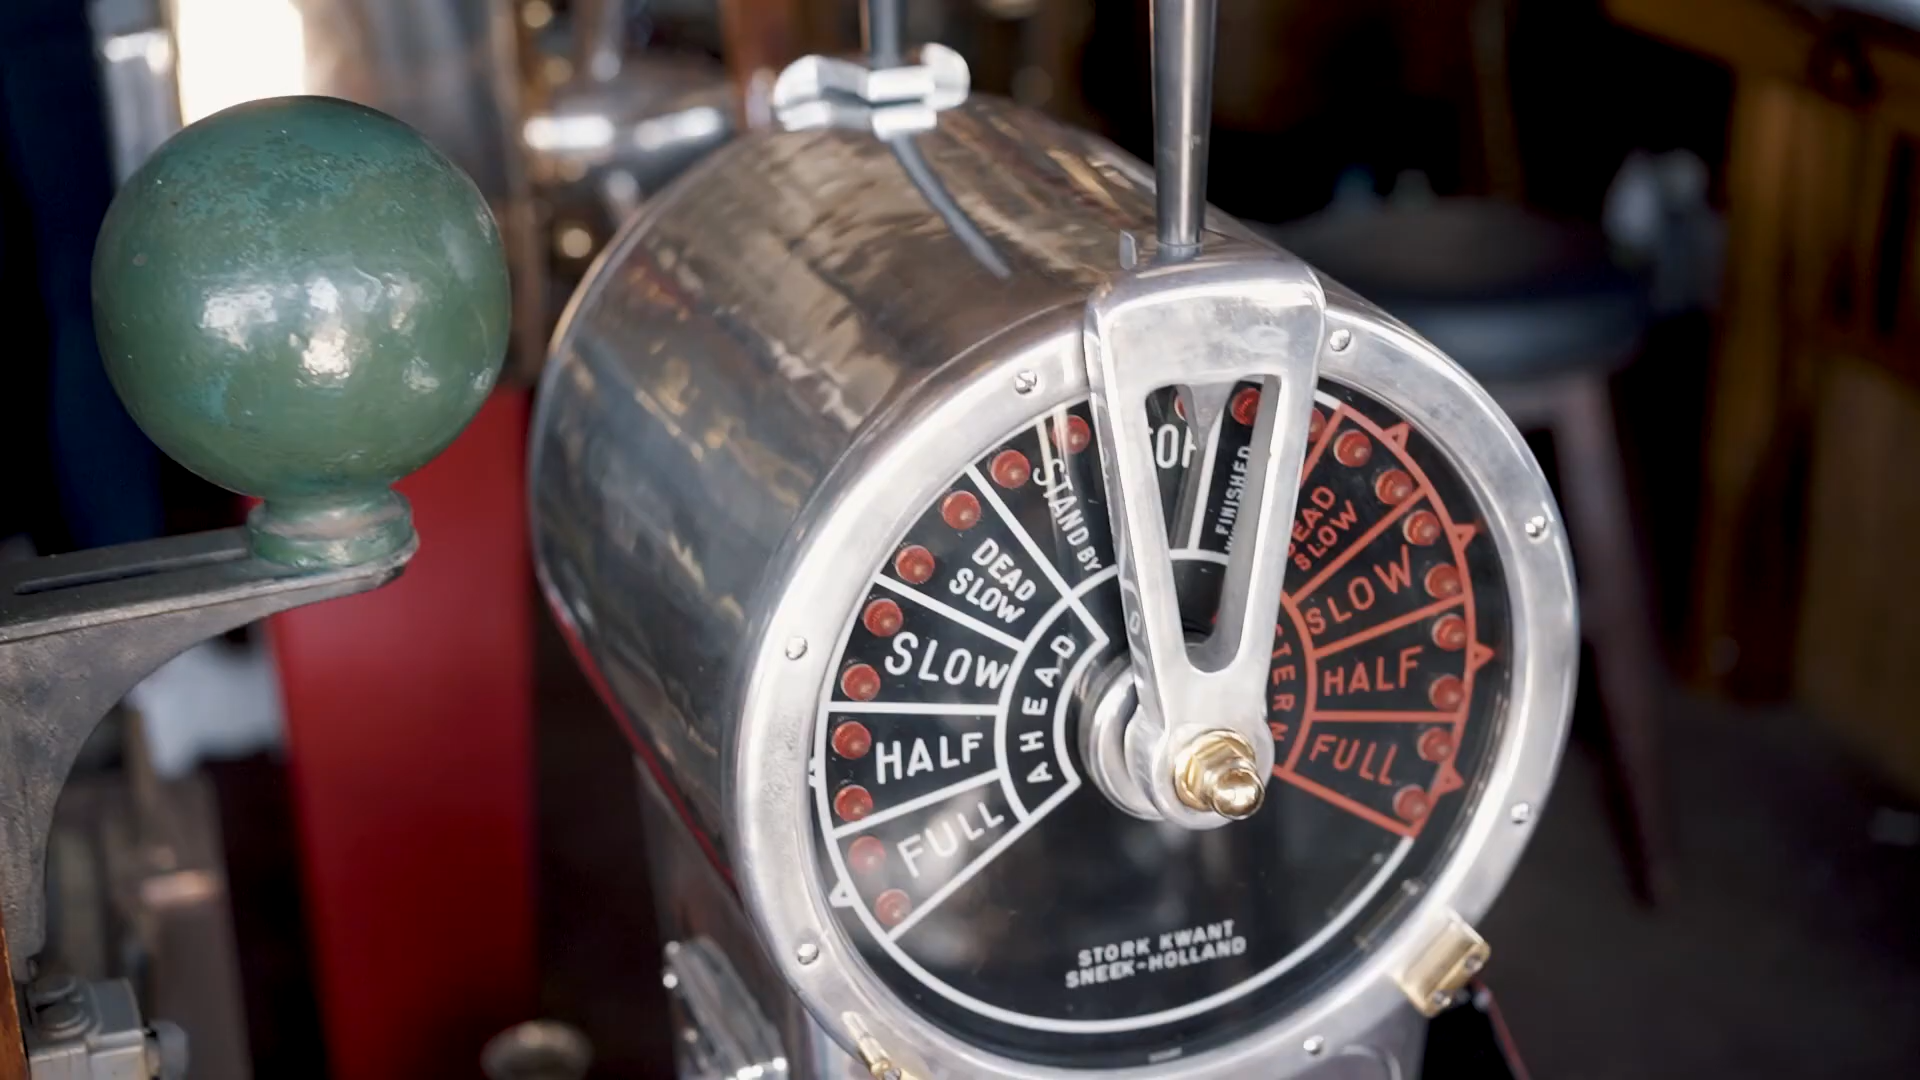 STAND BY
FINISHED
DEAD
SLOW
SLOW
HALF
FULL
AHEAD
DEAD
SLOW
SLOW
HALF
FULL
STORK KWANT
SNEEK-HOLLAND